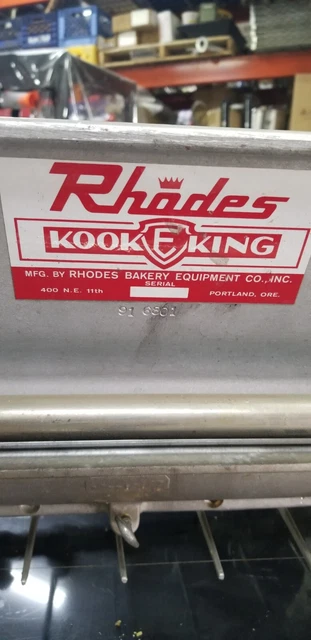 Rhodes
KOOK-E-KING
MFG. BY RHODES BAKERY EQUIPMENT CO., INC.
SERIAL
400 N.E. 11th PORTLAND, ORE.